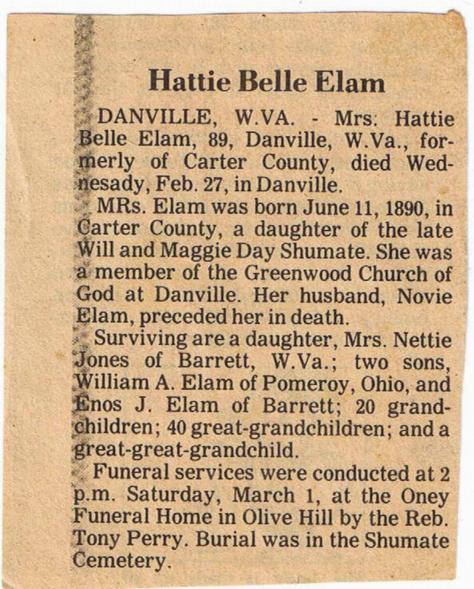 Hattie Belle Elam
DANVILLE, W.VA. - Mrs. Hattie
Belle Elam, 89, Danville, W.Va., for-
merly of Carter County, died Wed-
nesady, Feb. 27, in Danville.
MRs. Elam was born June 11, 1890, in
Carter County, a daughter of the late
Will and Maggie Day Shumate. She was
a member of the Greenwood Church of
God at Danville. Her husband, Novie
Elam, preceded her in death.
Surviving are a daughter, Mrs. Nettie
Jones of Barrett, W.Va.; two sons,
William A. Elam of Pomeroy, Ohio, and
Enos J. Elam of Barrett; 20 grand-
children; 40 great-grandchildren; and a
great-great-grandchild.
Funeral services were conducted at 2
p.m. Saturday, March 1, at the Oney
Funeral Home in Olive Hill by the Reb.
Tony Perry. Burial was in the Shumate
Cemetery.